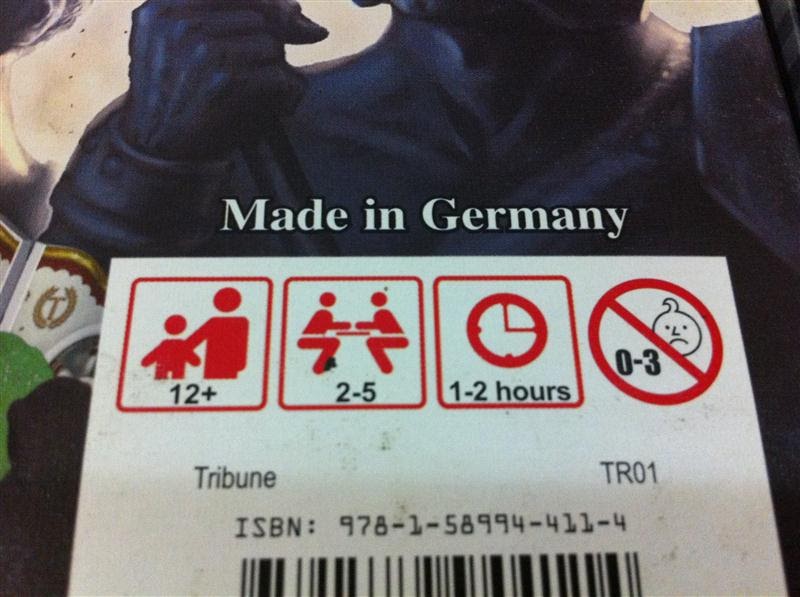 Made in Germany
12+
2-5
1-2 hours
0-3
Tribune
TR01
ISBN: 978-1-58994-411-4
T